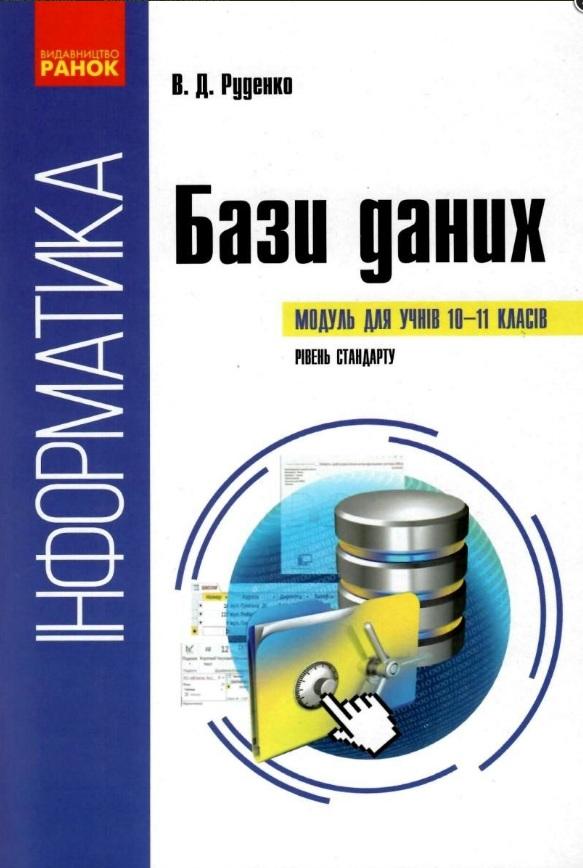 ВИДАВНИЦТВО
РАНОК
В. Д. Руденко
ІНФОРМАТИКА
Бази даних
МОДУЛЬ ДЛЯ УЧНІВ 10–11 КЛАСІВ
РІВЕНЬ СТАНДАРТУ